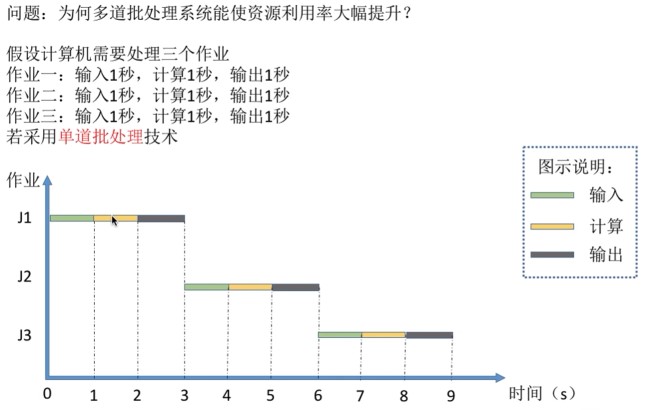 问题：为何多道批处理系统能使资源利用率大幅提升？
假设计算机需要处理三个作业
作业一：输入1秒，计算1秒，输出1秒
作业二：输入1秒，计算1秒，输出1秒
作业三：输入1秒，计算1秒，输出1秒
若采用单道批处理技术
图示说明：
输入
计算
输出
作业
J1
J2
J3
0 1 2 3 4 5 6 7 8 9 时间（s）